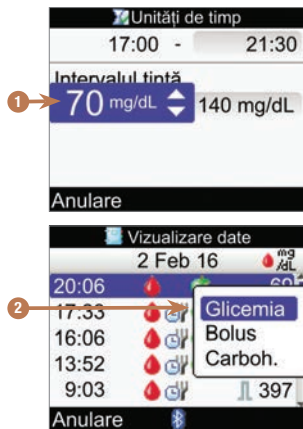 Unități de timp
17:00 - 21:30
Intervalul țintă
1 70 mg/dL 140 mg/dL
Anulare
Vizualizare date
2 Feb 16 mg/dL
20:06
2 17:33 Glicemia
16:06 Bolus
13:52 Carboh.
9:03 397
Anulare